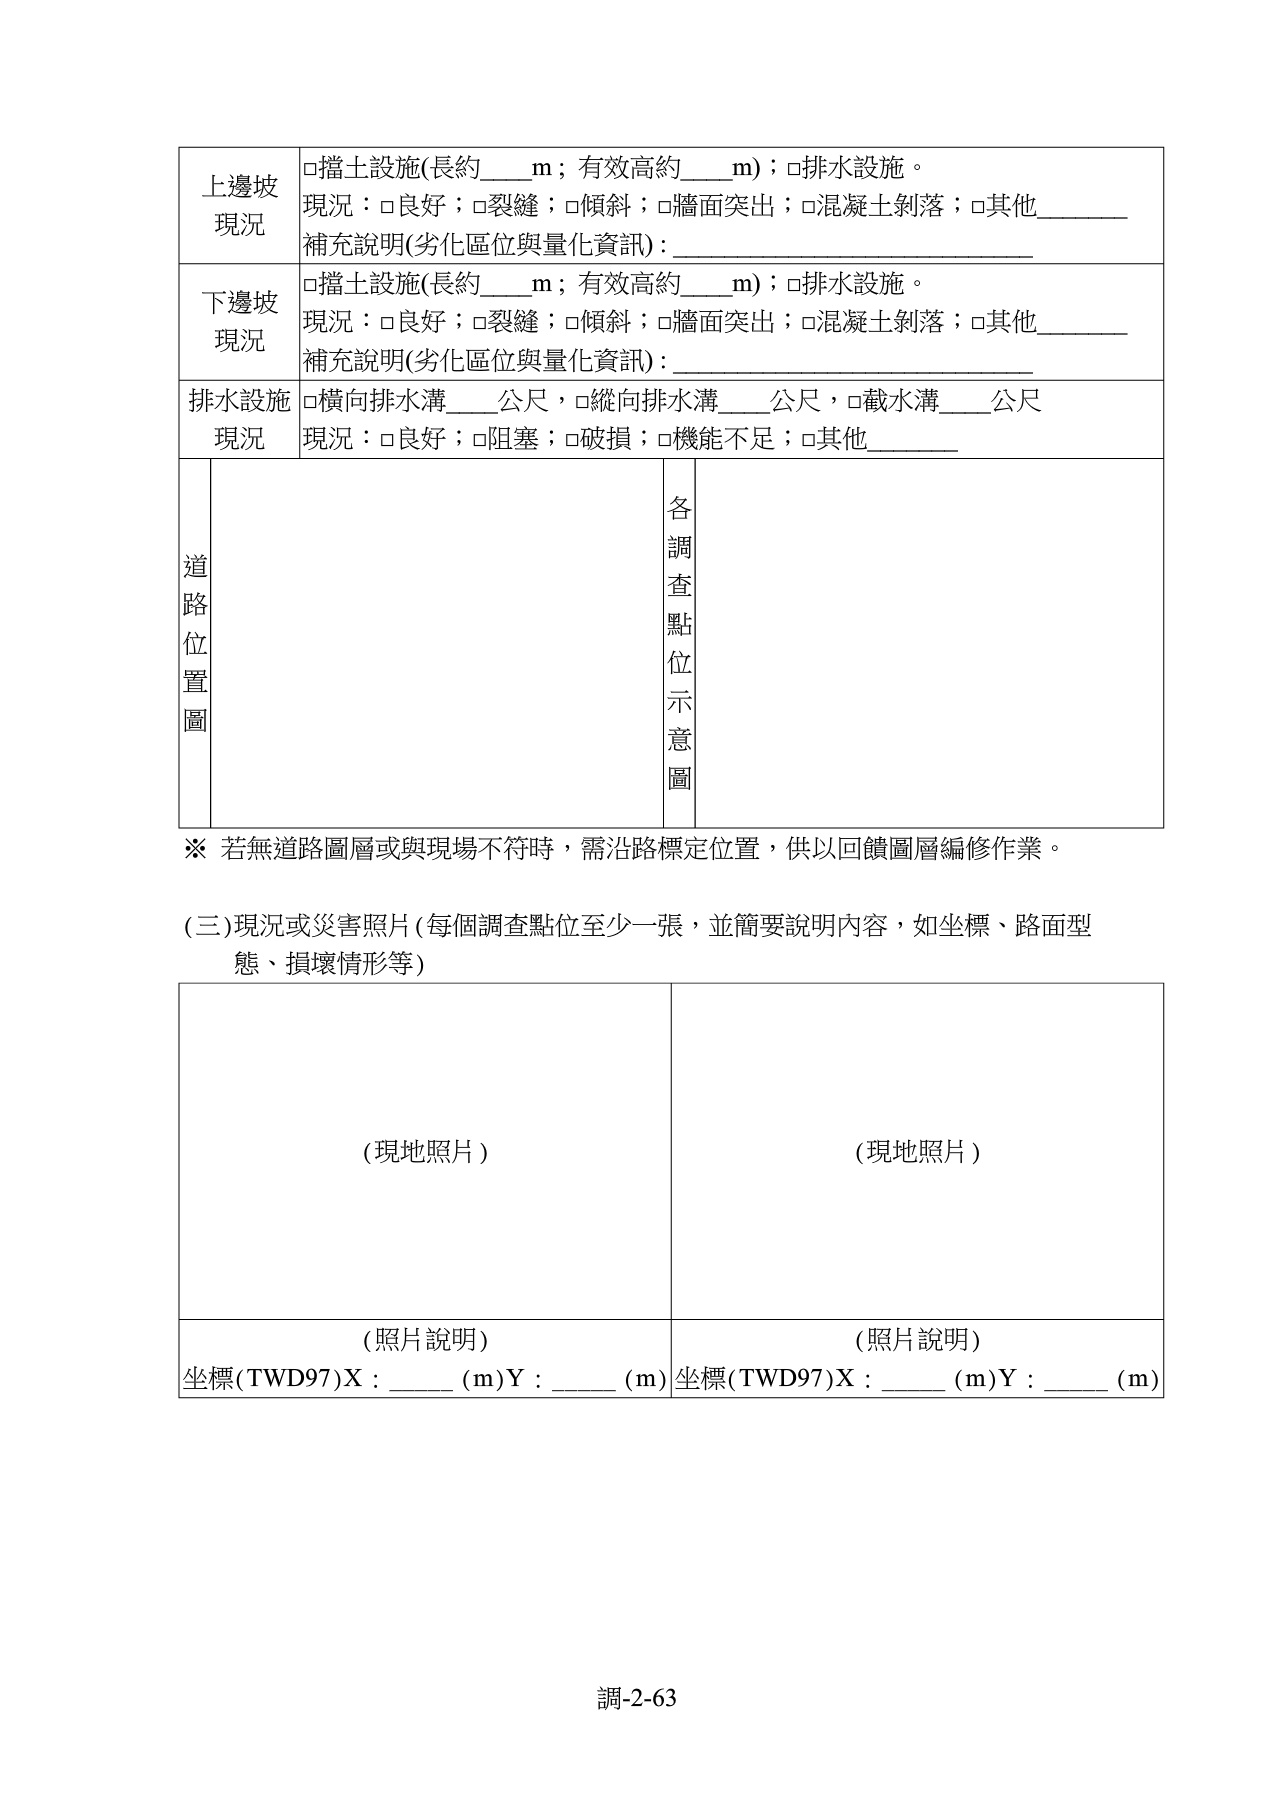 上邊坡
現況
□擋土設施(長約____m；有效高約____m)；□排水設施。
現況：□良好；□裂縫；□傾斜；□牆面突出；□混凝土剝落；□其他_______
補充說明(劣化區位與量化資訊)：____________________________
下邊坡
現況
□擋土設施(長約____m；有效高約____m)；□排水設施。
現況：□良好；□裂縫；□傾斜；□牆面突出；□混凝土剝落；□其他_______
補充說明(劣化區位與量化資訊)：____________________________
排水設施
現況
□橫向排水溝____公尺，□縱向排水溝____公尺，□截水溝____公尺
現況：□良好；□阻塞；□破損；□機能不足；□其他_______
道路位置圖
各調查點位示意圖
※ 若無道路圖層或與現場不符時，需沿路標定位置，供以回饋圖層編修作業。
(三)現況或災害照片(每個調查點位至少一張，並簡要說明內容，如坐標、路面型
態、損壞情形等)
(現地照片)
(現地照片)
(照片說明)
坐標(TWD97)X：_____ (m)Y：_____ (m)
(照片說明)
坐標(TWD97)X：_____ (m)Y：_____ (m)
調-2-63